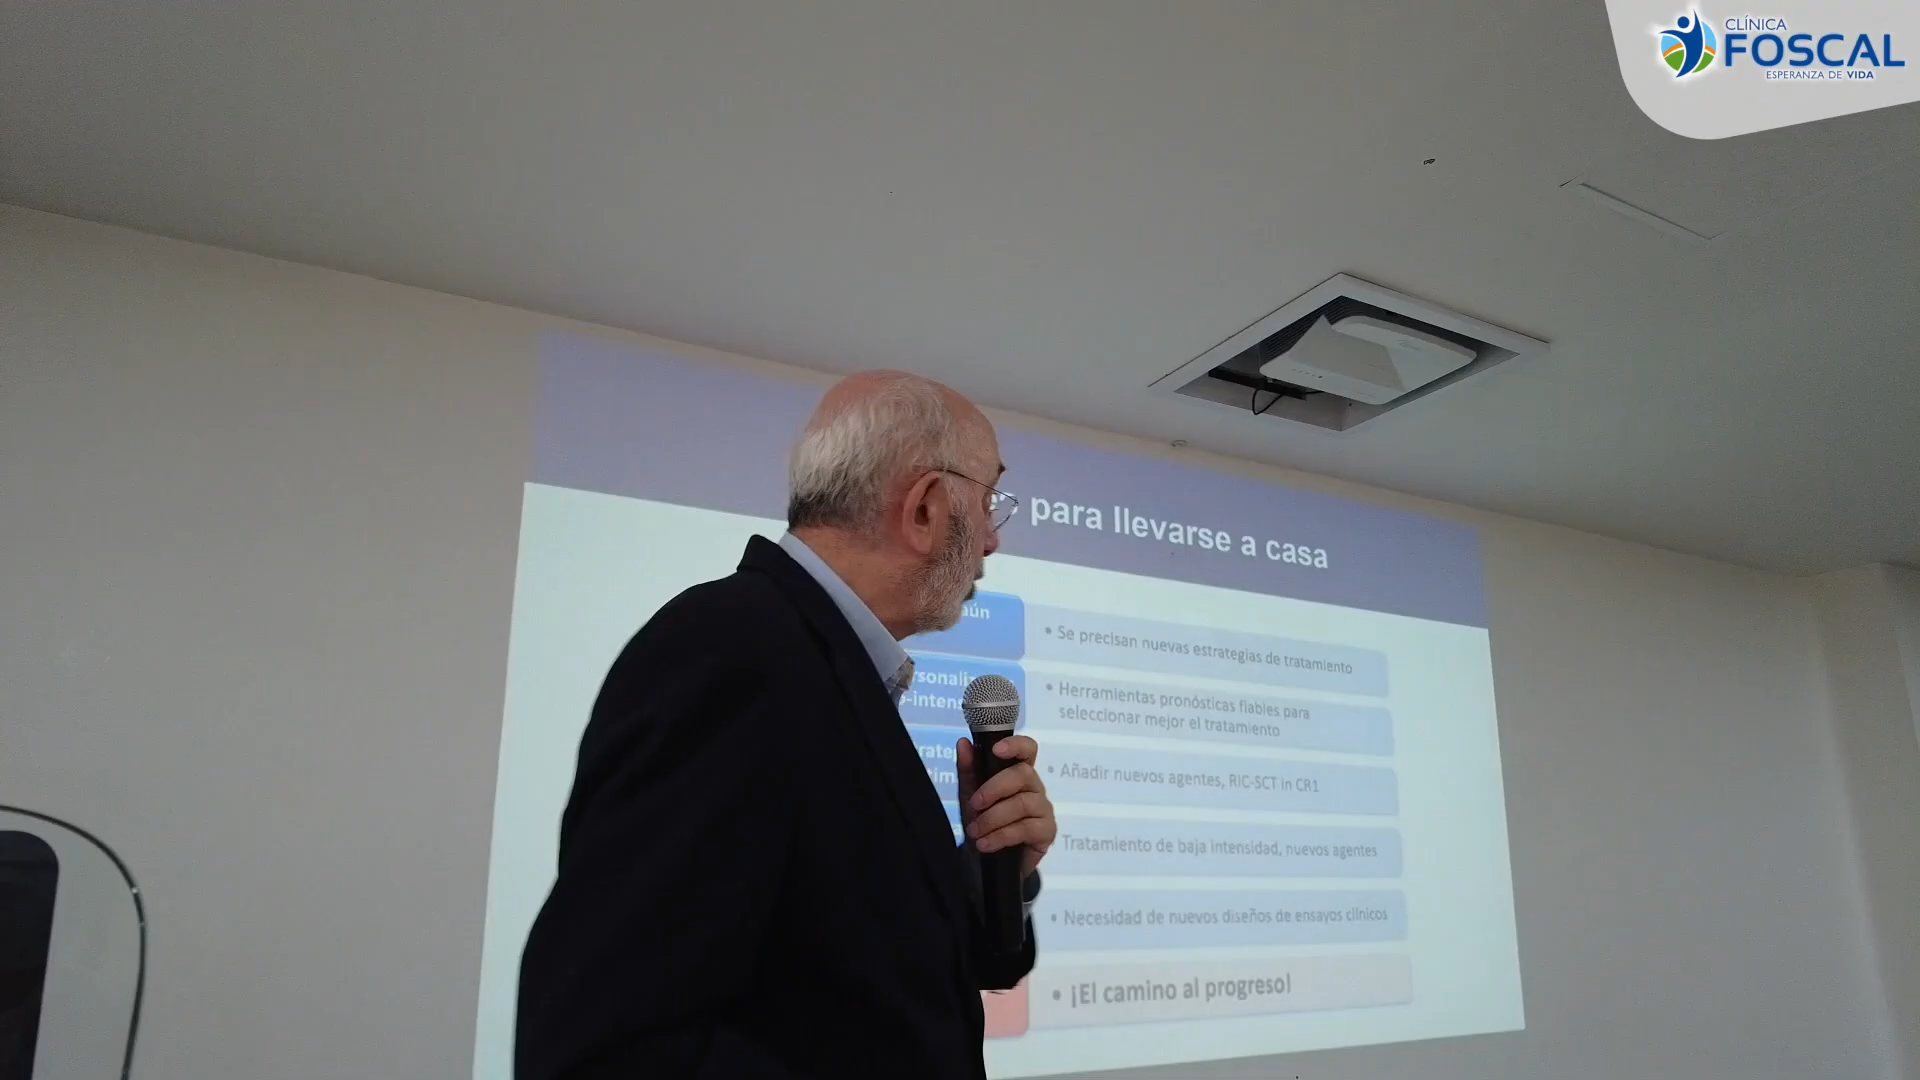 CLÍNICA
FOSCAL
ESPERANZA DE VIDA
para llevarse a casa
aún
• Se precisan nuevas estrategias de tratamiento
• Herramientas pronósticas fiables para
seleccionar mejor el tratamiento
• Añadir nuevos agentes, RIC-SCT in CR1
Tratamiento de baja intensidad, nuevos agentes
• Necesidad de nuevos diseños de ensayos clínicos
• ¡El camino al progreso!